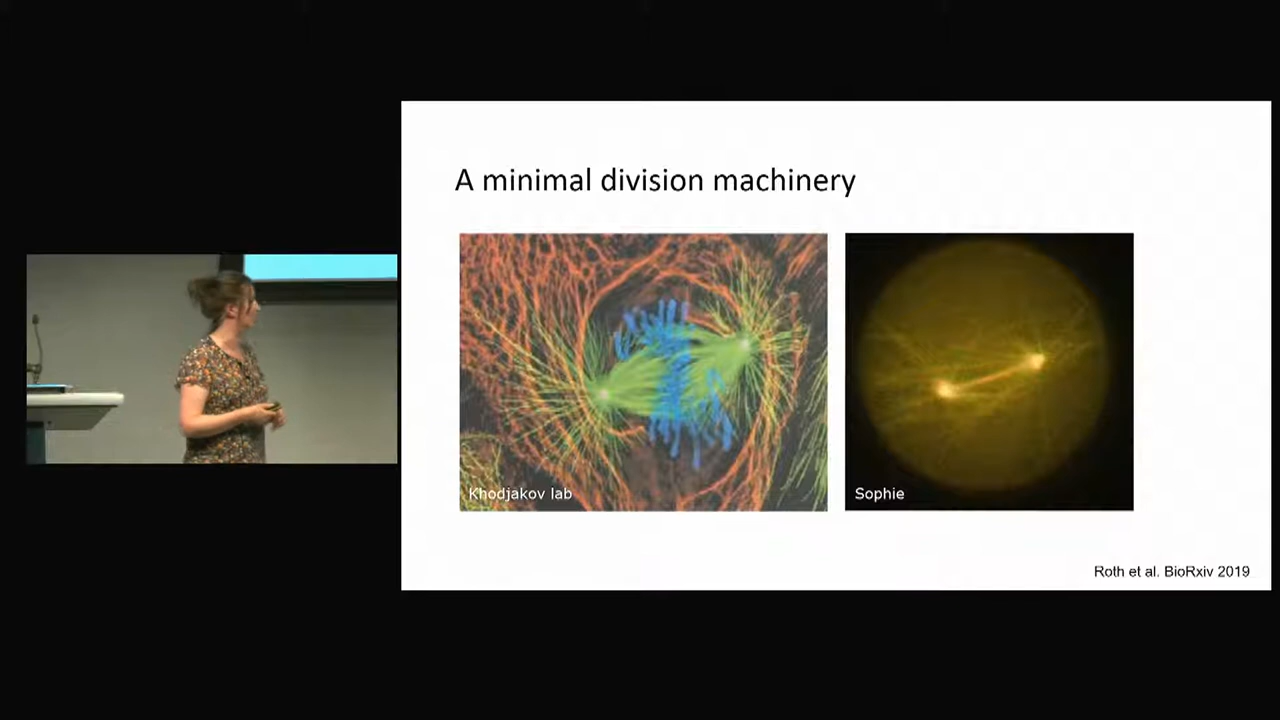 A minimal division machinery
Khodjakov lab
Sophie
Roth et al. BioRxiv 2019